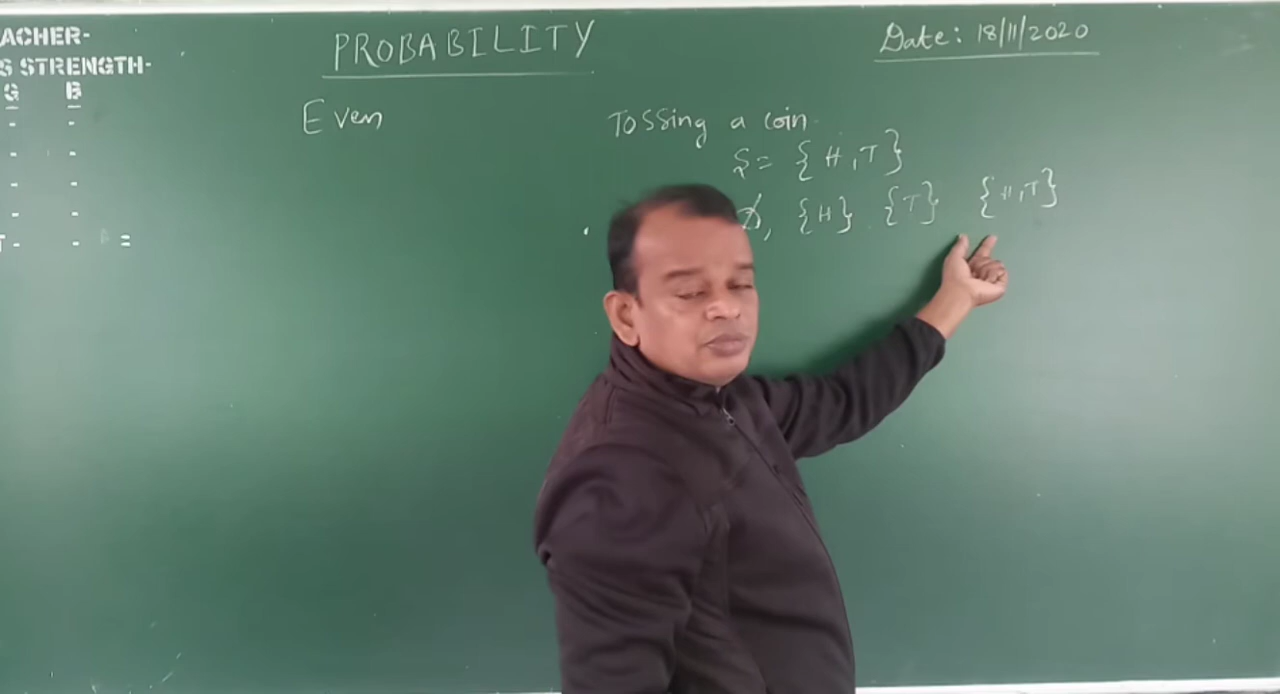 ACHER-
S STRENGTH-
G B
- -
- -
- -
- -
- - =
PROBABILITY
Date: 18/11/2020
Even
Tossing a coin
S = { H, T }
∅, {H} {T} {H, T}